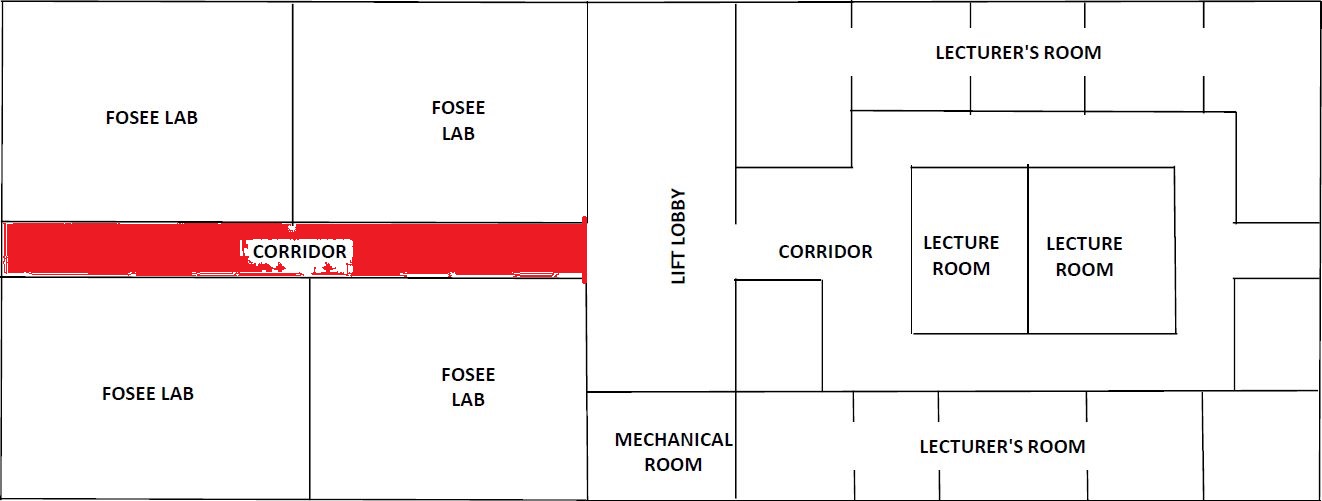 LECTURER'S ROOM
FOSEE LAB
FOSEE
LAB
LIFT LOBBY
CORRIDOR
CORRIDOR
LECTURE
ROOM
LECTURE
ROOM
FOSEE LAB
FOSEE
LAB
MECHANICAL
ROOM
LECTURER'S ROOM